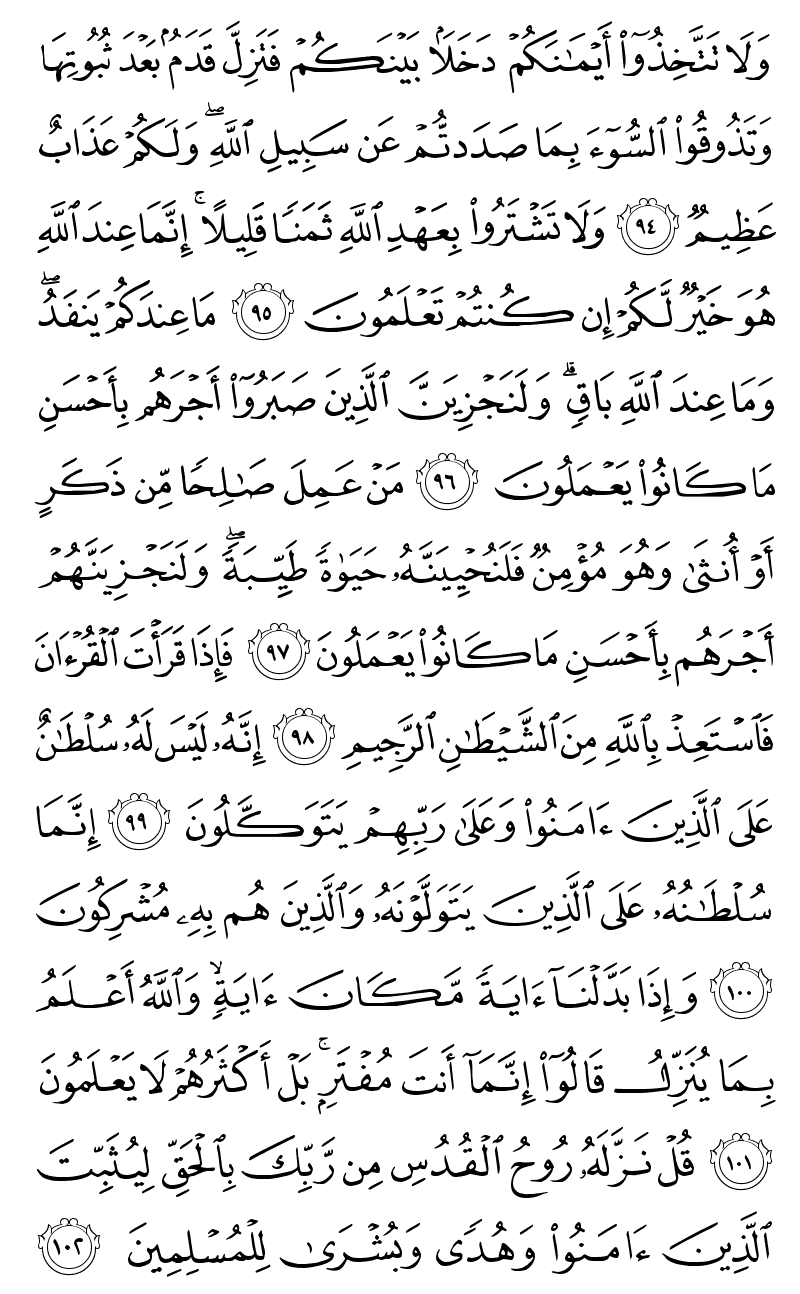 وَلَا تَتَّخِذُوٓاْ أَيْمَٰنَكُمْ دَخَلَۢا بَيْنَكُمْ فَتَزِلَّ قَدَمُۢ بَعْدَ ثُبُوتِهَا
وَتَذُوقُواْ ٱلسُّوٓءَ بِمَا صَدَدتُّمْ عَن سَبِيلِ ٱللَّهِ ۖ وَلَكُمْ عَذَابٌ
عَظِيمٌ ٩٤ وَلَا تَشْتَرُواْ بِعَهْدِ ٱللَّهِ ثَمَنًا قَلِيلًا ۚ إِنَّمَا عِندَ ٱللَّهِ
هُوَ خَيْرٌ لَّكُمْ إِن كُنتُمْ تَعْلَمُونَ ٩٥ مَا عِندَكُمْ يَنفَدُ ۖ
وَمَا عِندَ ٱللَّهِ بَاقٍ ۗ وَلَنَجْزِيَنَّ ٱلَّذِينَ صَبَرُوٓاْ أَجْرَهُم بِأَحْسَنِ
مَا كَانُواْ يَعْمَلُونَ ٩٦ مَنْ عَمِلَ صَٰلِحًا مِّن ذَكَرٍ
أَوْ أُنثَىٰ وَهُوَ مُؤْمِنٌ فَلَنُحْيِيَنَّهُۥ حَيَوٰةً طَيِّبَةً ۖ وَلَنَجْزِيَنَّهُمْ
أَجْرَهُم بِأَحْسَنِ مَا كَانُواْ يَعْمَلُونَ ٩٧ فَإِذَا قَرَأْتَ ٱلْقُرْءَانَ
فَٱسْتَعِذْ بِٱللَّهِ مِنَ ٱلشَّيْطَٰنِ ٱلرَّجِيمِ ٩٨ إِنَّهُۥ لَيْسَ لَهُۥ سُلْطَٰنٌ
عَلَى ٱلَّذِينَ ءَامَنُواْ وَعَلَىٰ رَبِّهِمْ يَتَوَكَّلُونَ ٩٩ إِنَّمَا
سُلْطَٰنُهُۥ عَلَى ٱلَّذِينَ يَتَوَلَّوْنَهُۥ وَٱلَّذِينَ هُم بِهِۦ مُشْرِكُونَ
١٠٠ وَإِذَا بَدَّلْنَآ ءَايَةً مَّكَانَ ءَايَةٍ ۙ وَٱللَّهُ أَعْلَمُ
بِمَا يُنَزِّلُ قَالُوٓاْ إِنَّمَآ أَنتَ مُفْتَرٍۭ ۚ بَلْ أَكْثَرُهُمْ لَا يَعْلَمُونَ
١٠١ قُلْ نَزَّلَهُۥ رُوحُ ٱلْقُدُسِ مِن رَّبِّكَ بِٱلْحَقِّ لِيُثَبِّتَ
ٱلَّذِينَ ءَامَنُواْ وَهُدًى وَبُشْرَىٰ لِلْمُسْلِمِينَ ١٠٢